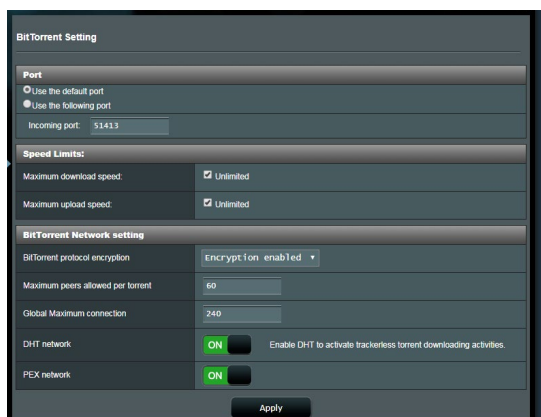 BitTorrent Setting
Port
Use the default port
Use the following port
Incoming port: 51413
Speed Limits:
Maximum download speed: Unlimited
Maximum upload speed: Unlimited
BitTorrent Network setting
BitTorrent protocol encryption Encryption enabled
Maximum peers allowed per torrent 60
Global Maximum connection 240
DHT network ON Enable DHT to activate trackerless torrent downloading activities.
PEX network ON
Apply